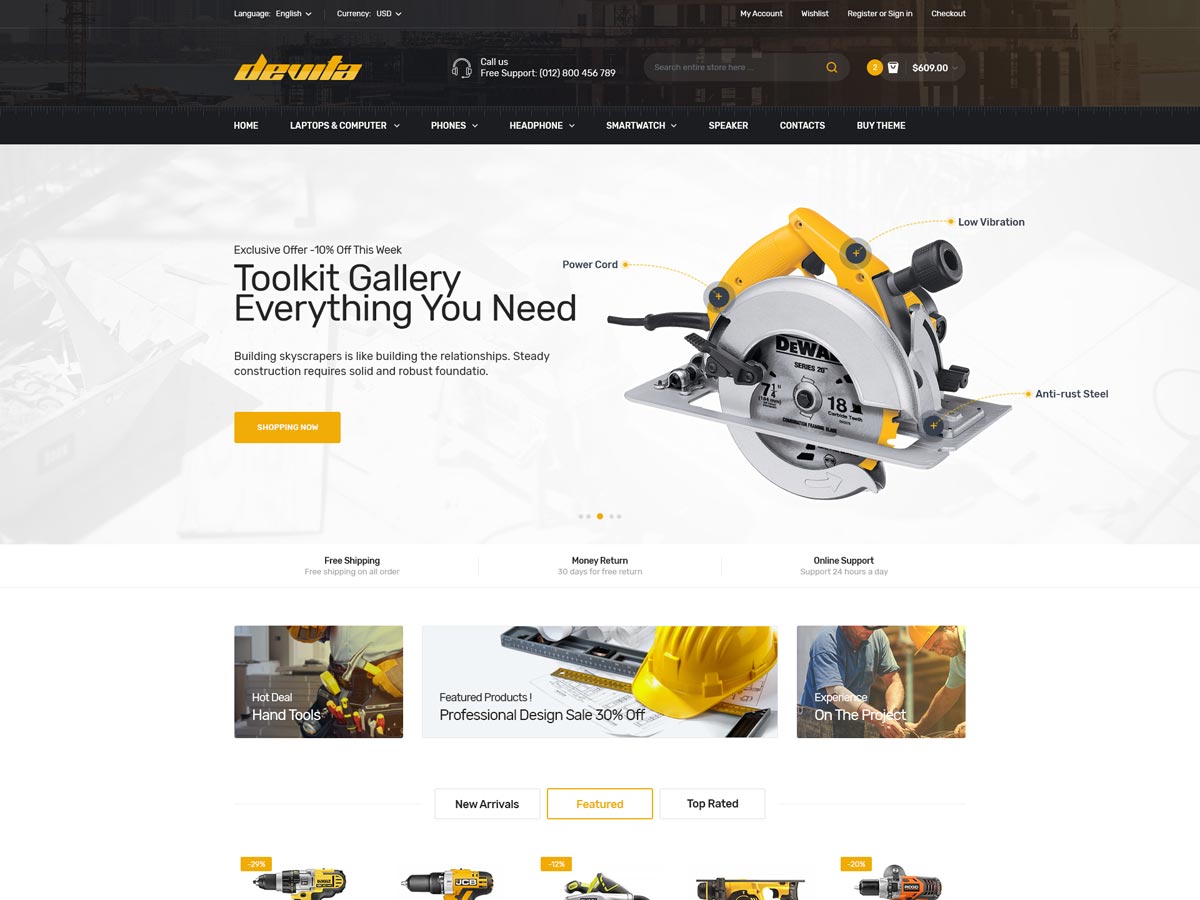 Language: English
Currency: USD
My Account
Wishlist
Register or Sign in
Checkout
devita
Call us
Free Support: (012) 800 456 789
Search entire store here ...
2
$609.00
HOME
LAPTOPS & COMPUTER
PHONES
HEADPHONE
SMARTWATCH
SPEAKER
CONTACTS
BUY THEME
Exclusive Offer -10% Off This Week
Toolkit Gallery
Everything You Need
Building skyscrapers is like building the relationships. Steady
construction requires solid and robust foundatio.
SHOPPING NOW
Low Vibration
Power Cord
Anti-rust Steel
DEWAL
SERIES 20
7 1/4"
18
Carbide Teeth
COMBINATION FRAMING BLADE
Free Shipping
Free shipping on all order
Money Return
30 days for free return
Online Support
Support 24 hours a day
Hot Deal
Hand Tools
Featured Products !
Professional Design Sale 30% Off
Experience
On The Project
New Arrivals
Featured
Top Rated
-29%
-12%
-20%
DEWALT
JCB
RIDGID